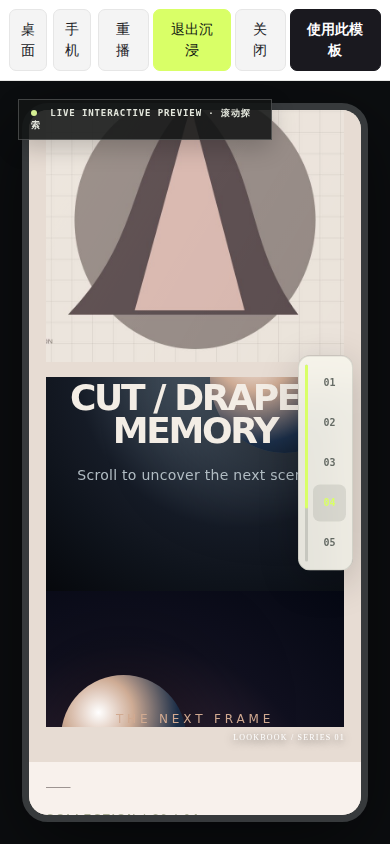 桌
面
手
机
重
播
退出沉
浸
关
闭
使用此模
板
LIVE INTERACTIVE PREVIEW · 滚动探
索
IN
CUT / DRAPE
MEMORY
Scroll to uncover the next scen
01
02
03
04
05
THE NEXT FRAME
LOOKBOOK / SERIES 01